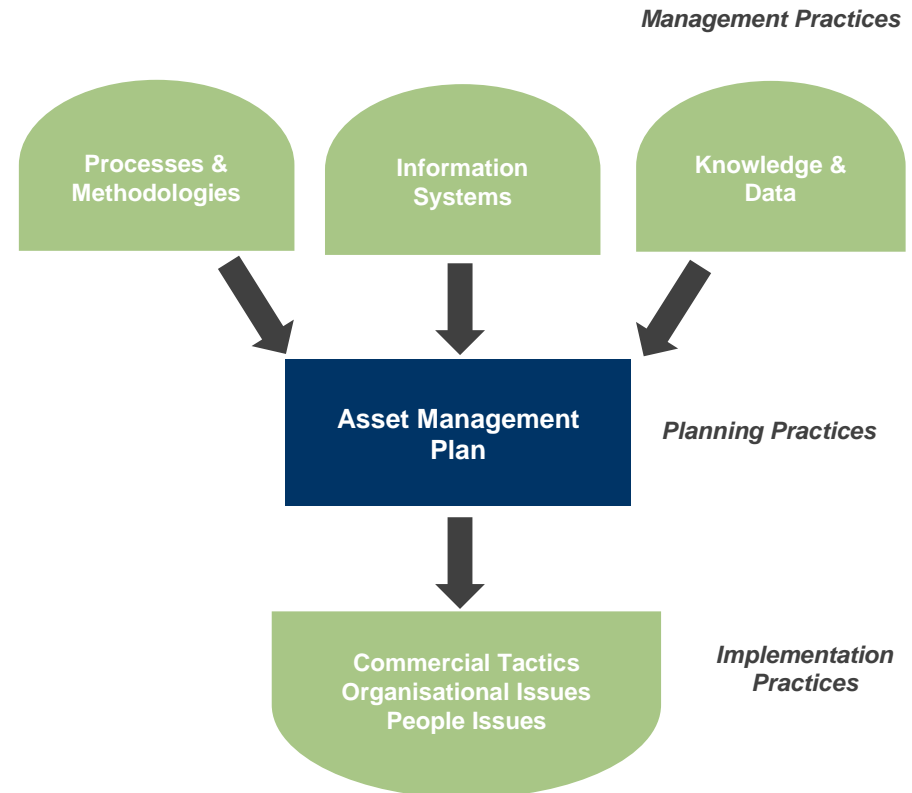 Management Practices
Processes &
Methodologies
Information
Systems
Knowledge &
Data
Asset Management
Plan
Planning Practices
Commercial Tactics
Organisational Issues
People Issues
Implementation
Practices